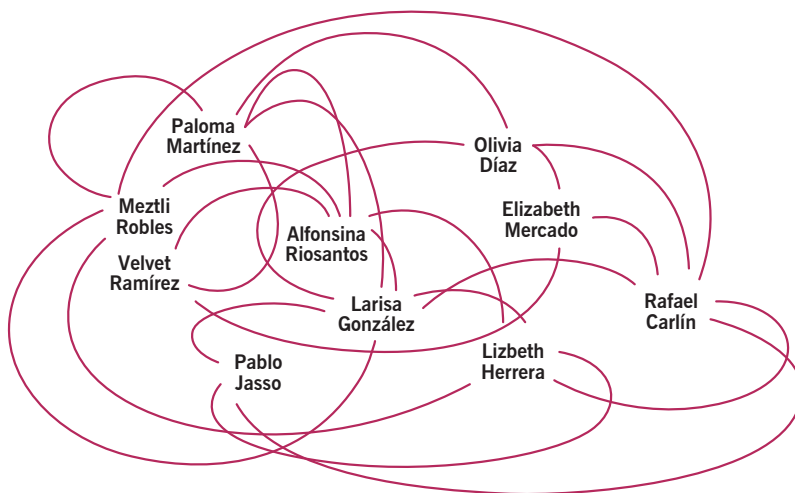 Paloma
Martínez
Olivia
Díaz
Meztli
Robles
Elizabeth
Mercado
Alfonsina
Riosantos
Velvet
Ramírez
Larisa
González
Rafael
Carlín
Lizbeth
Herrera
Pablo
Jasso